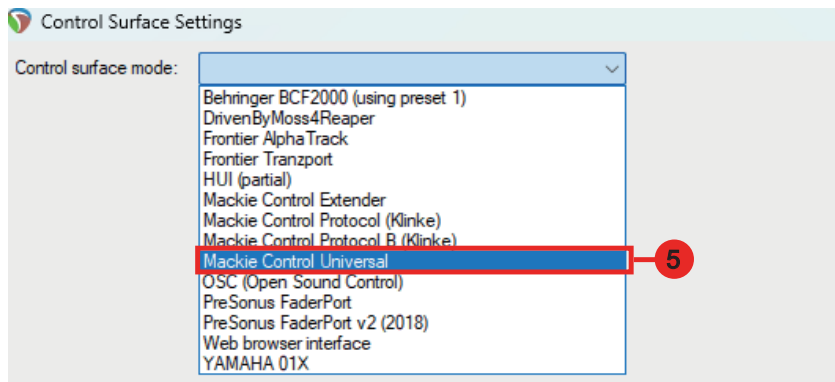 Control Surface Settings
Control surface mode:
Behringer BCF2000 (using preset 1)
DrivenByMoss4Reaper
Frontier AlphaTrack
Frontier Tranzport
HUI (partial)
Mackie Control Extender
Mackie Control Protocol (Klinke)
Mackie Control Protocol B (Klinke)
Mackie Control Universal
5
OSC (Open Sound Control)
PreSonus FaderPort
PreSonus FaderPort v2 (2018)
Web browser interface
YAMAHA 01X